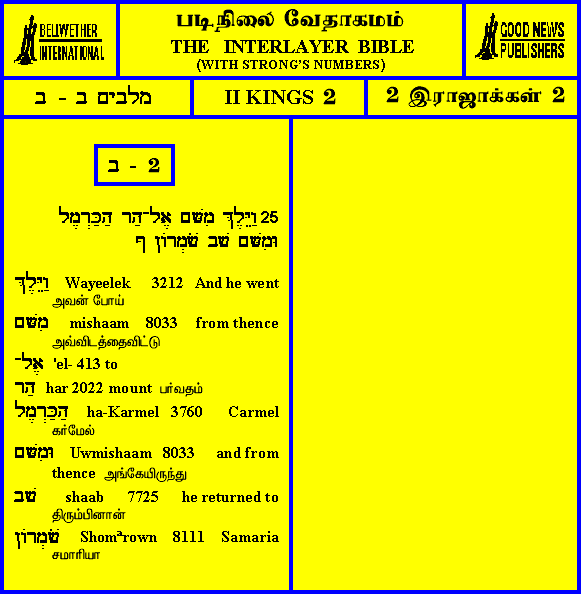 BELLWETHER
INTERNATIONAL
படிநிலை வேதாகமம்
THE INTERLAYER BIBLE
(WITH STRONG'S NUMBERS)
GOOD NEWS
PUBLISHERS
מלכים ב - ב
II KINGS 2
2 இராஜாக்கள் 2
ב - 2
25 וַיֵּלֶךְ מִשָּׁם אֶל־הַר הַכַּרְמֶל
וּמִשָּׁם שָׁב שֹׁמְרוֹן ף
וַיֵּלֶךְ Wayeelek 3212 And he went
அவன் போய்
מִשָּׁם mishaam 8033 from thence
அவ்விடத்தைவிட்டு
אֶל־ 'el- 413 to
הַר har 2022 mount பர்வதம்
הַכַּרְמֶל ha-Karmel 3760 Carmel
கர்மேல்
וּמִשָּׁם Uwmishaam 8033 and from
thence அங்கேயிருந்து
שָׁב shaab 7725 he returned to
திரும்பினான்
שֹׁמְרוֹן Shomªrown 8111 Samaria
சமாரியா